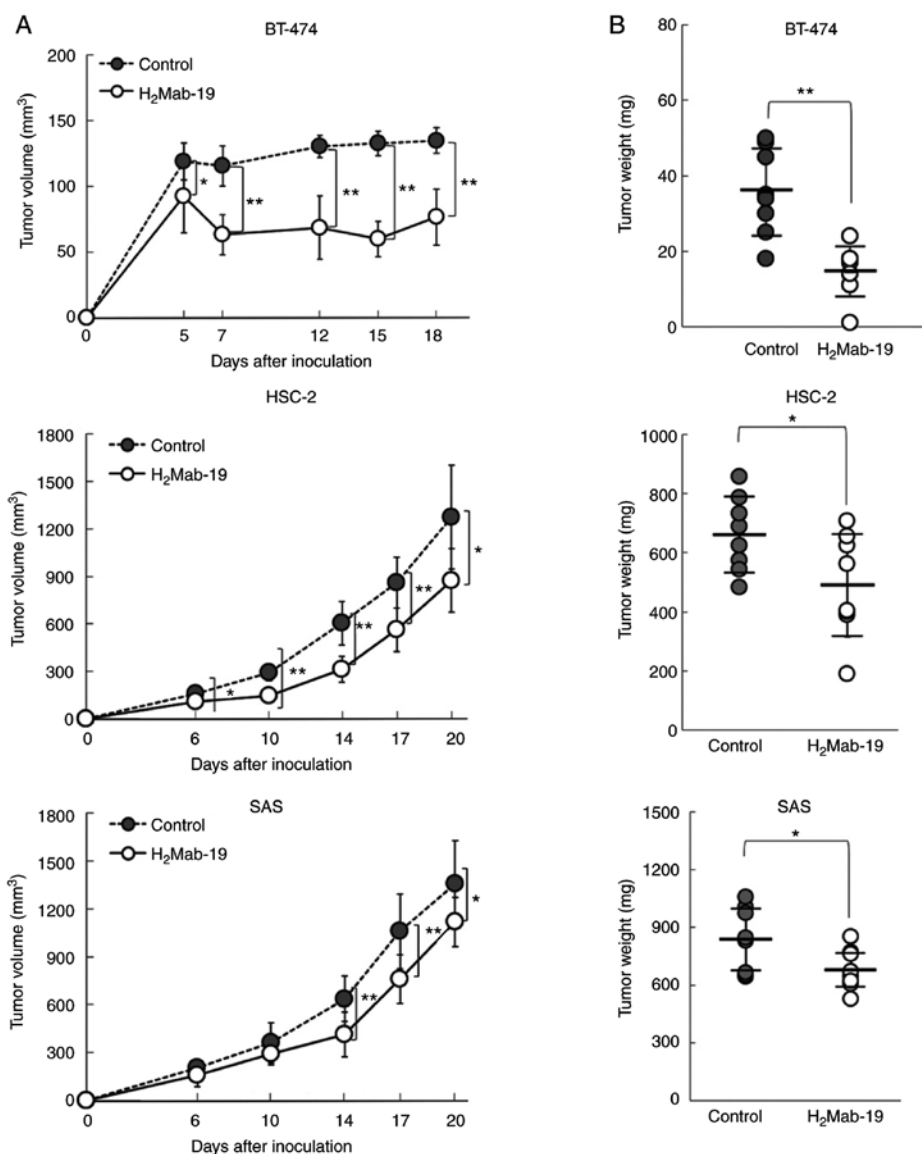 A
BT-474
200
150
100
50
0
Tumor volume (mm³)
Control
H₂Mab-19
*
**
**
**
**
0 5 7 12 15 18
Days after inoculation
B
BT-474
80
60
40
20
0
Tumor weight (mg)
**
Control H₂Mab-19
HSC-2
1800
1500
1200
900
600
300
0
Tumor volume (mm³)
Control
H₂Mab-19
*
**
**
**
*
0 6 10 14 17 20
Days after inoculation
HSC-2
1000
800
600
400
200
0
Tumor weight (mg)
*
Control H₂Mab-19
SAS
1800
1500
1200
900
600
300
0
Tumor volume (mm³)
Control
H₂Mab-19
**
**
*
0 6 10 14 17 20
Days after inoculation
SAS
1500
1200
900
600
300
0
Tumor weight (mg)
*
Control H₂Mab-19